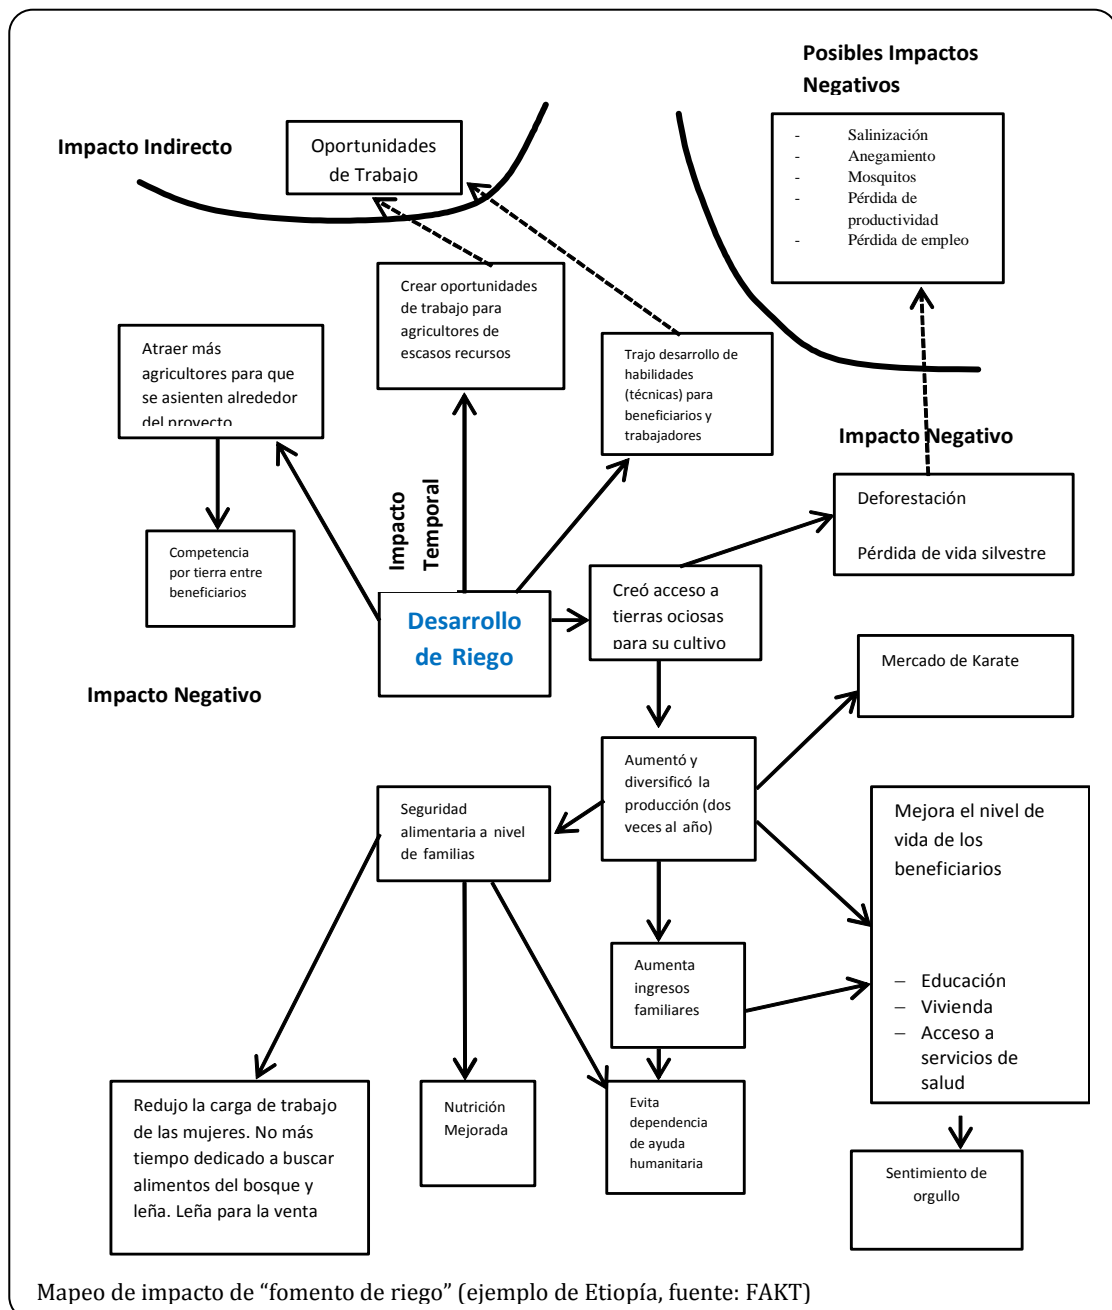 Posibles Impactos
Negativos
- Salinización
- Anegamiento
- Mosquitos
- Pérdida de
productividad
- Pérdida de empleo
Impacto Indirecto
Oportunidades
de Trabajo
Crear oportunidades
de trabajo para
agricultores de
escasos recursos
Atraer más
agricultores para que
se asienten alrededor
del proyecto
Trajo desarrollo de
habilidades
(técnicas) para
beneficiarios y
trabajadores
Impacto Negativo
Impacto
Temporal
Deforestación
Pérdida de vida silvestre
Competencia
por tierra entre
beneficiarios
Desarrollo
de Riego
Creó acceso a
tierras ociosas
para su cultivo
Mercado de Karate
Impacto Negativo
Aumentó y
diversificó la
producción (dos
veces al año)
Seguridad
alimentaria a nivel
de familias
Mejora el nivel de
vida de los
beneficiarios
– Educación
– Vivienda
– Acceso a
servicios de
salud
Aumenta
ingresos
familiares
Redujo la carga de trabajo
de las mujeres. No más
tiempo dedicado a buscar
alimentos del bosque y
leña. Leña para la venta
Nutrición
Mejorada
Evita
dependencia
de ayuda
humanitaria
Sentimiento de
orgullo
Mapeo de impacto de “fomento de riego” (ejemplo de Etiopía, fuente: FAKT)